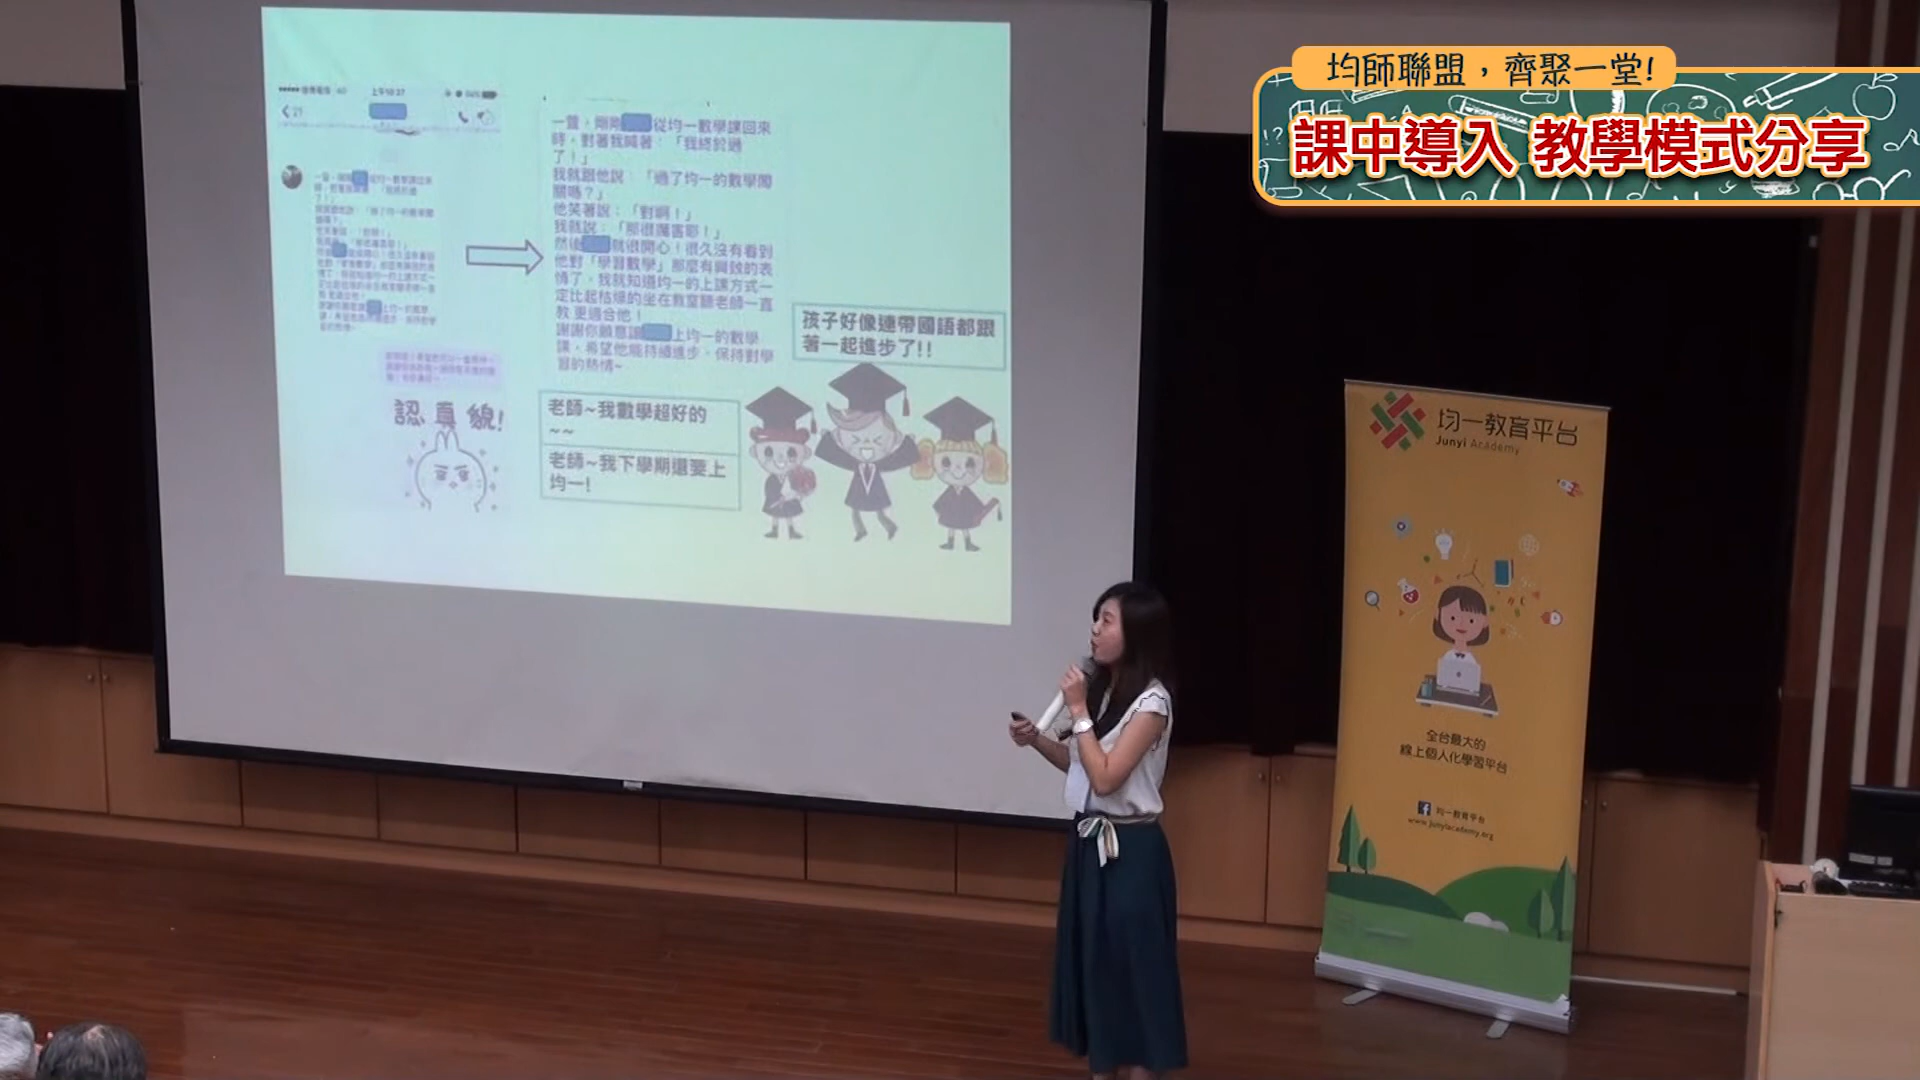 均師聯盟，齊聚一堂!
課中導入 教學模式分享
上午10:37
21
一萱，剛剛 從均一數學課回來
時，對著我喊著：「我終於過
了！」
我就跟他說：「過了均一的數學闖
關嗎？」
他笑著說：「對啊！」
我就說：「那很厲害耶！」
然後 就很開心！很久沒有看到
他對「學習數學」那麼有興致的表
情了，我就知道均一的上課方式一
定比起枯燥的坐在教室聽老師一直
教 更適合他！
謝謝你願意讓 上均一的數學
課，希望他能持續進步，保持對學
習的熱情~
認真貌!
孩子好像連帶國語都跟
著一起進步了!!
老師~我數學超好的
~~
老師~我下學期還要上
均一!
均一教育平台
Junyi Academy
全台最大的
線上個人化學習平台
均一教育平台
www.junyiacademy.org